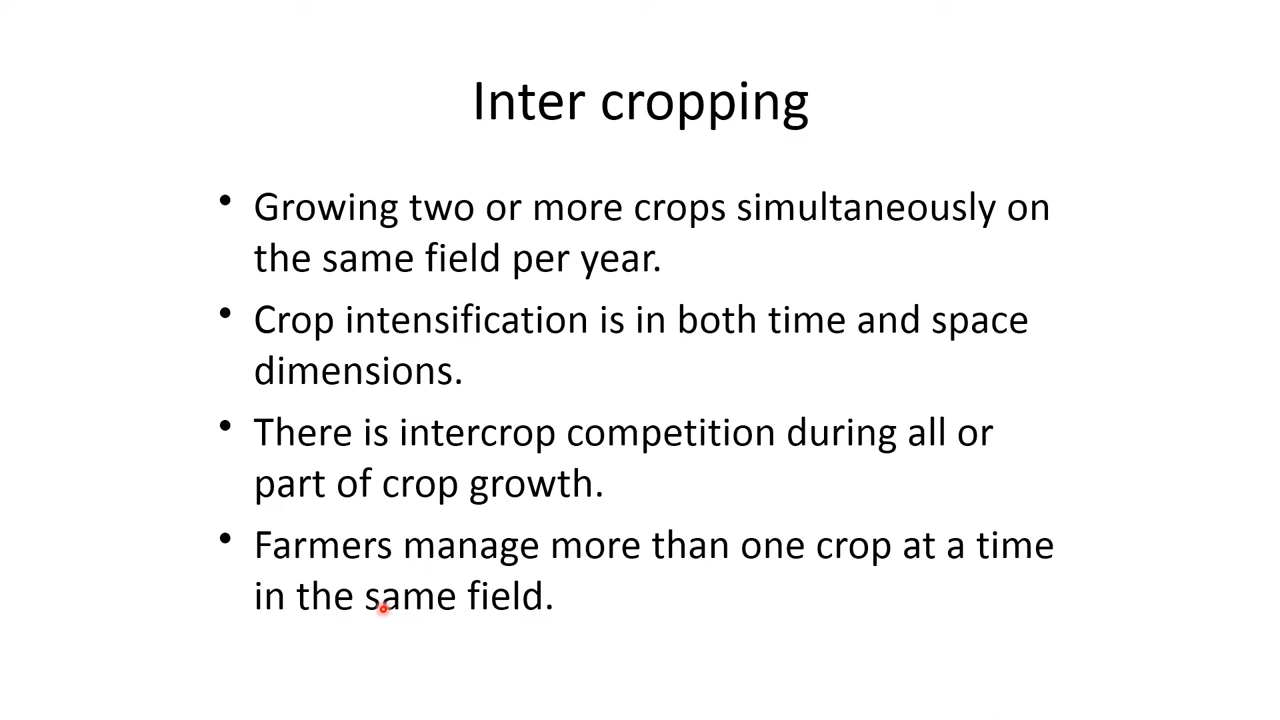 Inter cropping
• Growing two or more crops simultaneously on
the same field per year.
• Crop intensification is in both time and space
dimensions.
• There is intercrop competition during all or
part of crop growth.
• Farmers manage more than one crop at a time
in the same field.